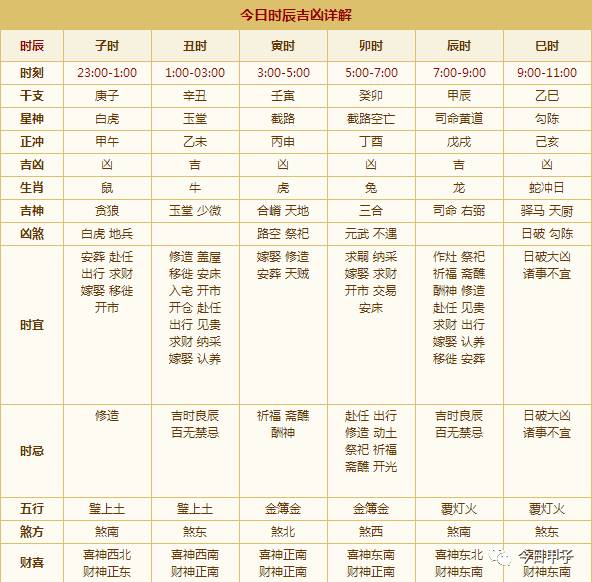 今日时辰吉凶详解
时辰 子时 丑时 寅时 卯时 辰时 巳时
时刻 23:00-1:00 1:00-03:00 3:00-5:00 5:00-7:00 7:00-9:00 9:00-11:00
干支 庚子 辛丑 壬寅 癸卯 甲辰 乙巳
星神 白虎 玉堂 截路 截路空亡 司命黄道 勾陈
正冲 甲午 乙未 丙申 丁酉 戊戌 己亥
吉凶 凶 吉 凶 凶 吉 凶
生肖 鼠 牛 虎 兔 龙 蛇冲日
吉神 贪狼 玉堂 少微 合嵴 天地 三合 司命 右弼 驿马 天厨
凶煞 白虎 地兵 路空 祭祀 元武 不遇 日破 勾陈
时宜
安葬 赴任
出行 求财
嫁娶 移徙
开市
修造 盖屋
移徙 安床
入宅 开市
开仓 赴任
出行 见贵
求财 纳采
嫁娶 认养
嫁娶 修造
安葬 天贼
求嗣 纳采
嫁娶 求财
开市 交易
安床
作灶 祭祀
祈福 斋醮
酬神 修造
赴任 见贵
求财 出行
嫁娶 认养
移徙 安葬
日破大凶
诸事不宜
时忌
修造
吉时良辰
百无禁忌
祈福 斋醮
酬神
赴任 出行
修造 动土
祭祀 祈福
斋醮 开光
吉时良辰
百无禁忌
日破大凶
诸事不宜
五行 璧上土 璧上土 金簿金 金簿金 覆灯火 覆灯火
煞方 煞南 煞东 煞北 煞西 煞南 煞东
财喜
喜神西北
财神正东
喜神西南
财神正东
喜神正南
财神正南
喜神东南
财神正南
喜神东北
财神东南
财神东南
今日甲子